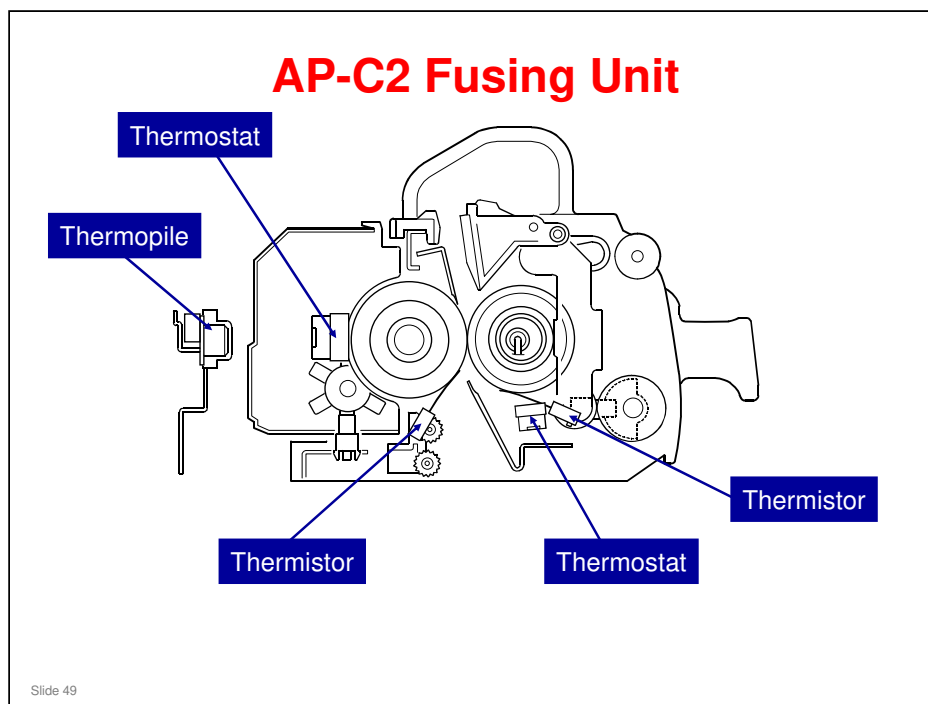 AP-C2 Fusing Unit
Thermostat
Thermopile
Thermistor
Thermistor
Thermostat
Slide 49